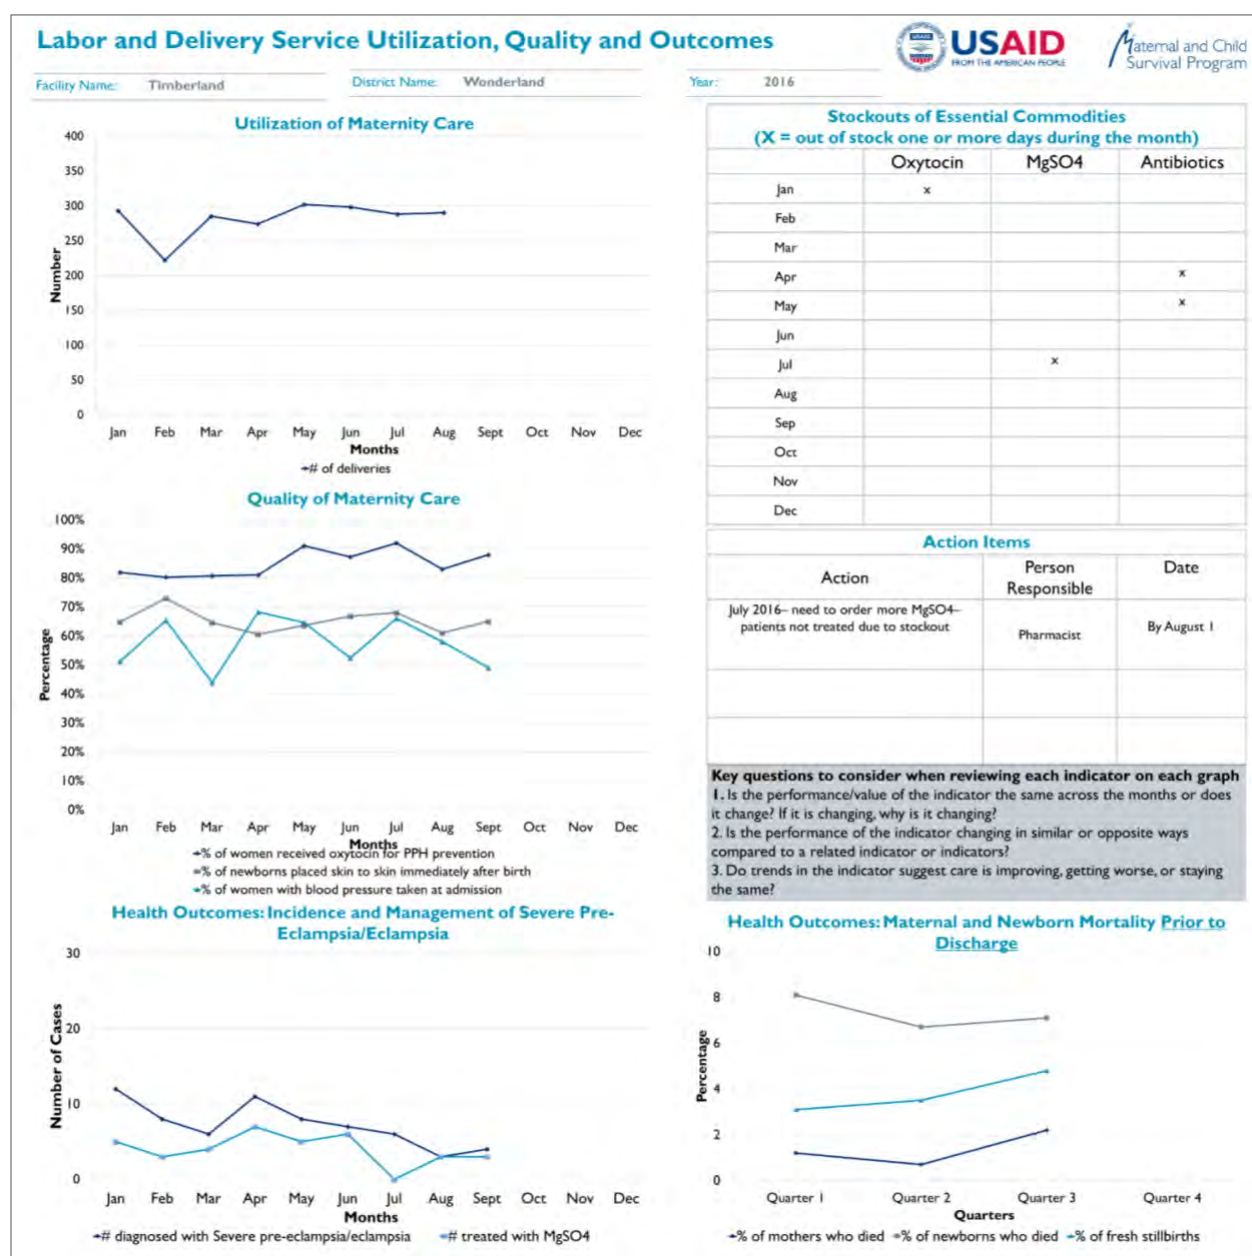 Labor and Delivery Service Utilization, Quality and Outcomes
USAID
FROM THE AMERICAN PEOPLE
Maternal and Child
Survival Program
Facility Name: Timberland
District Name: Wonderland
Year: 2016
Utilization of Maternity Care
400
350
300
250
200
150
100
50
0
Number
Jan Feb Mar Apr May Jun Jul Aug Sept Oct Nov Dec
Months
# of deliveries
Quality of Maternity Care
100%
90%
80%
70%
60%
50%
40%
30%
20%
10%
0%
Percentage
Jan Feb Mar Apr May Jun Jul Aug Sept Oct Nov Dec
Months
% of women received oxytocin for PPH prevention
% of newborns placed skin to skin immediately after birth
% of women with blood pressure taken at admission
Health Outcomes: Incidence and Management of Severe Pre-
Eclampsia/Eclampsia
30
20
10
0
Number of Cases
Jan Feb Mar Apr May Jun Jul Aug Sept Oct Nov Dec
Months
# diagnosed with Severe pre-eclampsia/eclampsia # treated with MgSO4
Stockouts of Essential Commodities
(X = out of stock one or more days during the month)
Oxytocin MgSO4 Antibiotics
Jan x
Feb
Mar
Apr x
May x
Jun
Jul x
Aug
Sep
Oct
Nov
Dec
Action Items
Action Person Responsible Date
July 2016– need to order more MgSO4–
patients not treated due to stockout
Pharmacist
By August 1
Key questions to consider when reviewing each indicator on each graph
1. Is the performance/value of the indicator the same across the months or does
it change? If it is changing, why is it changing?
2. Is the performance of the indicator changing in similar or opposite ways
compared to a related indicator or indicators?
3. Do trends in the indicator suggest care is improving, getting worse, or staying
the same?
Health Outcomes: Maternal and Newborn Mortality Prior to
Discharge
10
8
6
4
2
0
Percentage
Quarter 1 Quarter 2 Quarter 3 Quarter 4
Quarters
% of mothers who died % of newborns who died % of fresh stillbirths